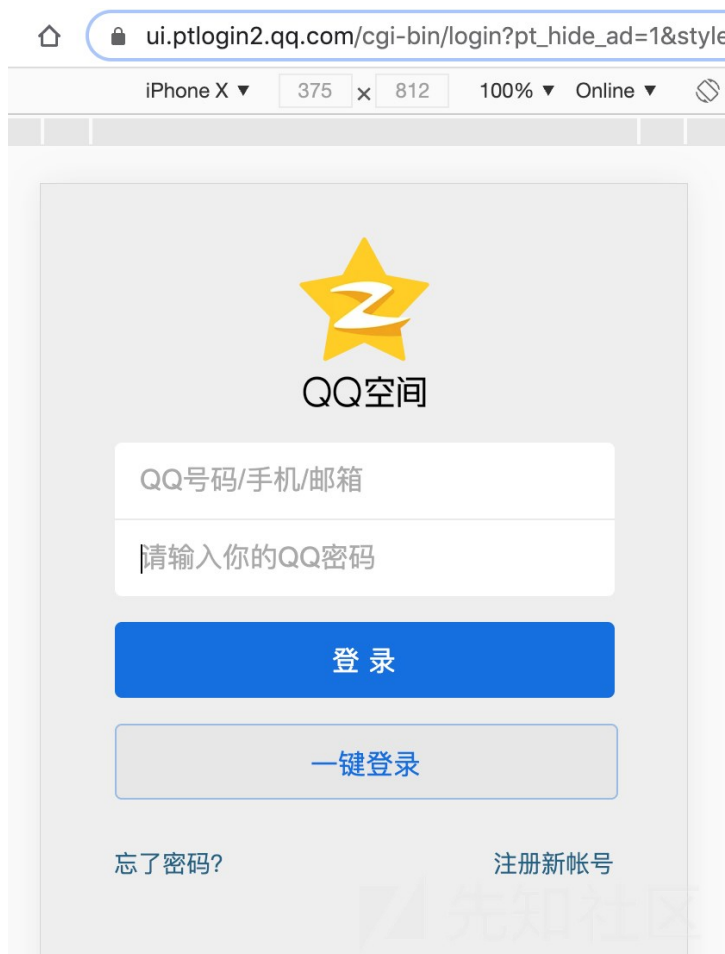 ui.ptlogin2.qq.com/cgi-bin/login?pt_hide_ad=1&style
iPhone X ▼ 375 × 812 100% ▼ Online ▼
QQ空间
QQ号码/手机/邮箱
请输入你的QQ密码
登 录
一键登录
忘了密码? 注册新帐号
先知社区